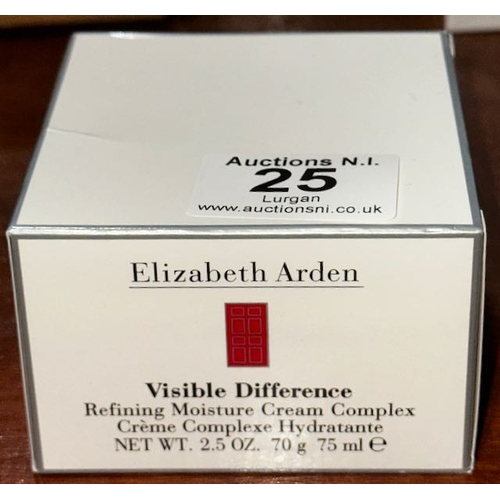 Auctions N.I.
25
Lurgan
www.auctionsni.co.uk
Elizabeth Arden
Visible Difference
Refining Moisture Cream Complex
Crème Complexe Hydratante
NET WT. 2.5 OZ. 70 g 75 ml ℮